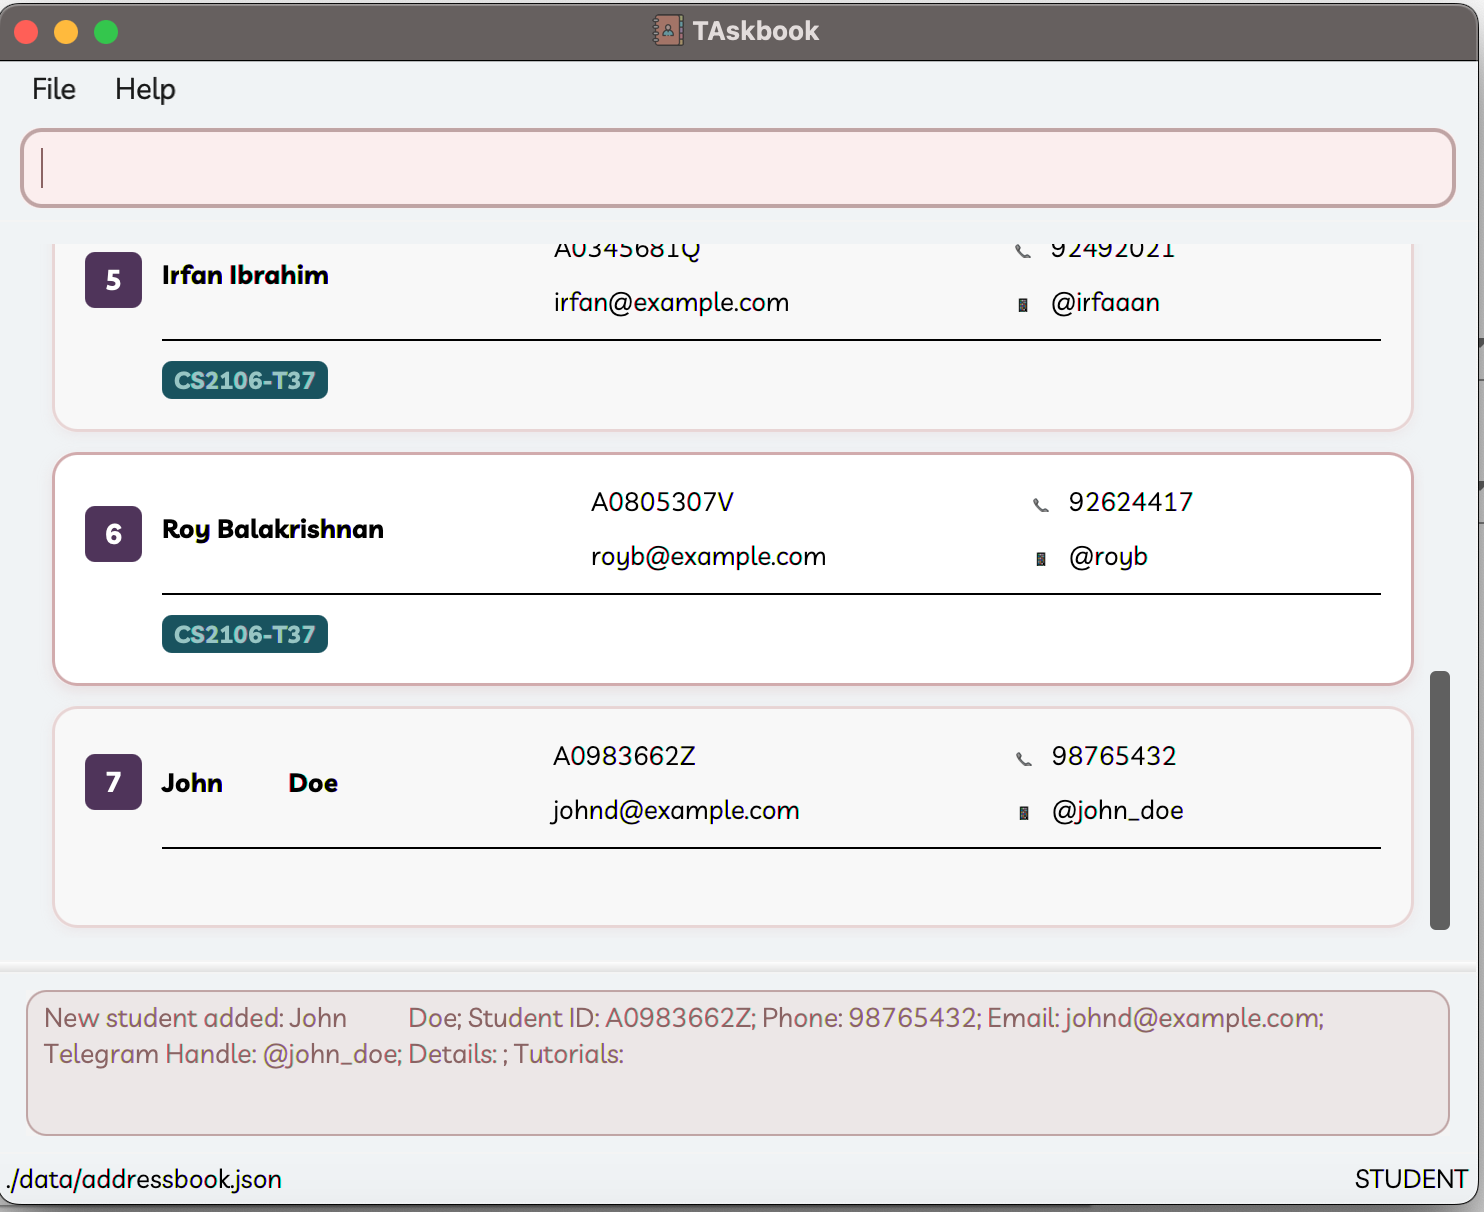 TAskbook
File Help
A0345681Q 92492021
5 Irfan Ibrahim
irfan@example.com @irfaaan
CS2106-T37
A0805307V 92624417
6 Roy Balakrishnan
royb@example.com @royb
CS2106-T37
A0983662Z 98765432
7 John Doe
johnd@example.com @john_doe
New student added: John Doe; Student ID: A0983662Z; Phone: 98765432; Email: johnd@example.com;
Telegram Handle: @john_doe; Details: ; Tutorials:
./data/addressbook.json STUDENT